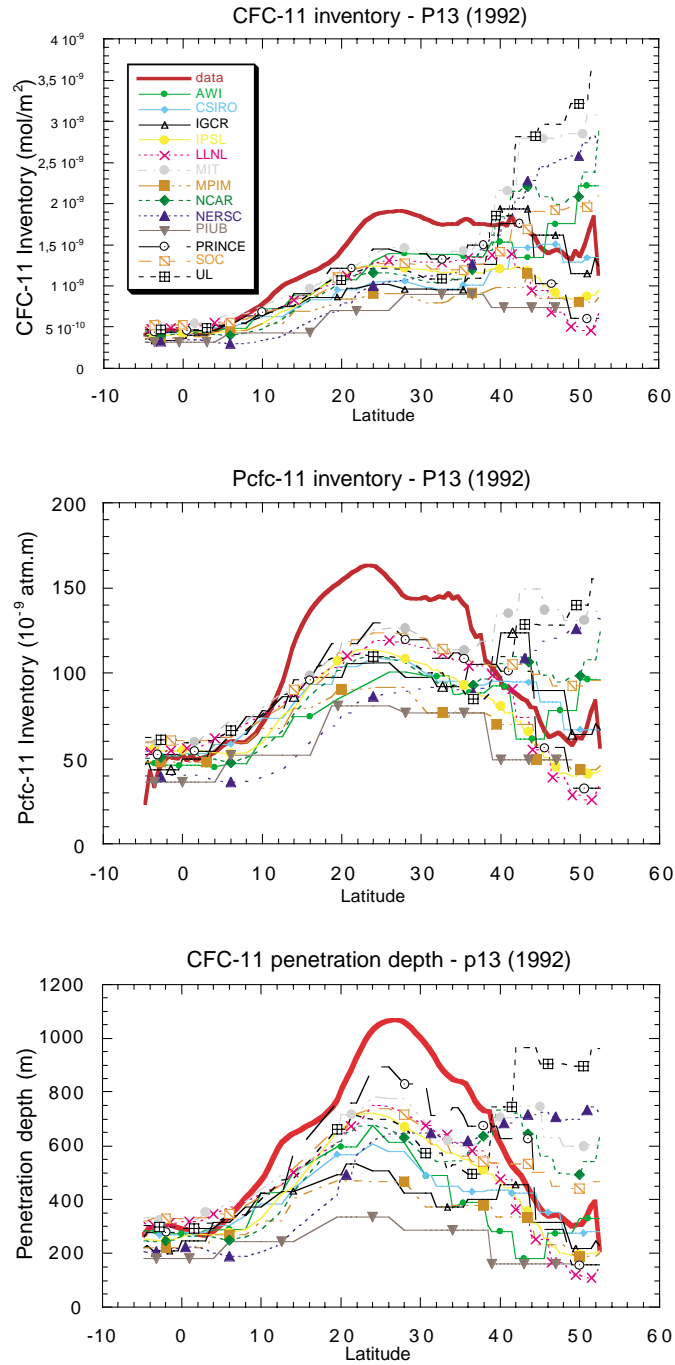 CFC-11 inventory - P13 (1992)
CFC-11 Inventory (mol/m²)
4 10⁻⁹
3,5 10⁻⁹
3 10⁻⁹
2,5 10⁻⁹
2 10⁻⁹
1,5 10⁻⁹
1 10⁻⁹
5 10⁻¹⁰
0
data
AWI
CSIRO
IGCR
IPSL
LLNL
MIT
MPIM
NCAR
NERSC
PIUB
PRINCE
SOC
UL
-10 0 10 20 30 40 50 60
Latitude
Pcfc-11 inventory - P13 (1992)
Pcfc-11 Inventory (10⁻⁹ atm.m)
200
150
100
50
0
-10 0 10 20 30 40 50 60
Latitude
CFC-11 penetration depth - p13 (1992)
Penetration depth (m)
1200
1000
800
600
400
200
0
-10 0 10 20 30 40 50 60
Latitude